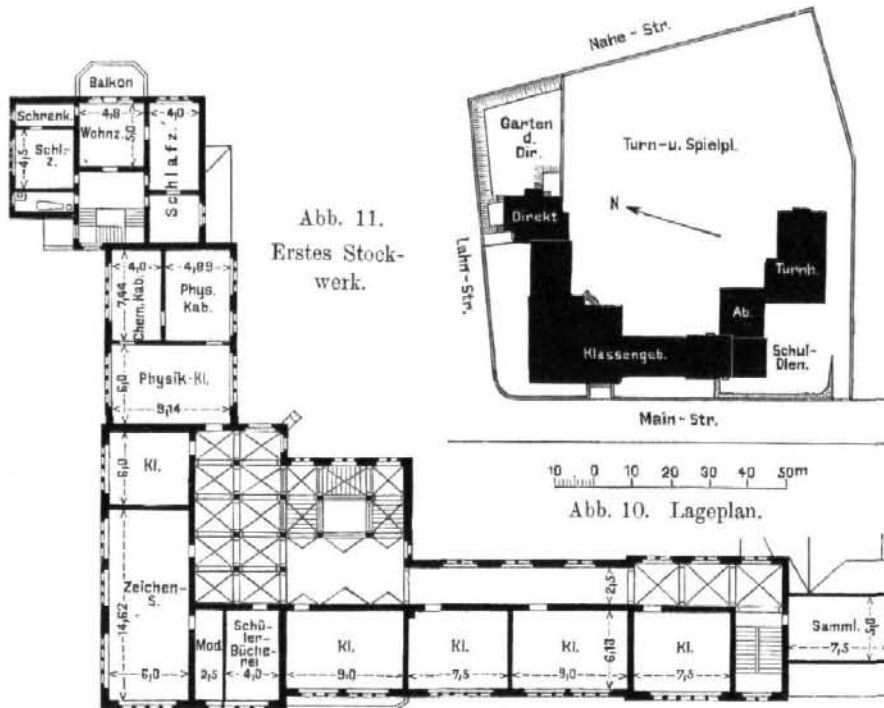 Balkon
Schrenk.
4,8
Wohnz.
5,0
4,0
Schlafz.
4,5
Schl.-
z.
Abb. 11.
Erstes Stock-
werk.
4,0
7,44
Chem. Kab.
4,89
Phys.
Kab.
6,0
Physik-Kl.
9,14
6,0
Kl.
14,62
Zeichen-
S.
6,0
Mod.
2,5
Schü-
ler-
Bücherei
4,0
Kl.
9,0
Kl.
7,5
Kl.
9,0
2,5
6,13
Kl.
7,5
Samml.
7,5
5,0
Nahe-Str.
Garten
d.
Dir.
Turn- u. Spielpl.
N
Direkt
Lahn-Str.
Turnh.
Ab.
Klassengeb.
Schul-
Dien.
Main-Str.
10 0 10 20 30 40 50m
Abb. 10. Lageplan.